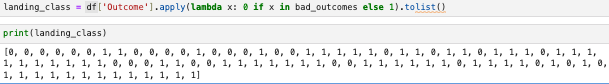 landing_class = df['Outcome'].apply(lambda x: 0 if x in bad_outcomes else 1).tolist()
print(landing_class)
[0, 0, 0, 0, 0, 0, 1, 1, 0, 0, 0, 0, 1, 0, 0, 0, 1, 0, 0, 1, 1, 1, 1, 1, 0, 1, 1, 0, 1, 1, 0, 1, 1, 1, 0, 1, 1, 1,
1, 1, 1, 1, 1, 1, 1, 0, 0, 0, 1, 1, 0, 0, 1, 1, 1, 1, 1, 1, 1, 0, 0, 1, 1, 1, 1, 1, 1, 0, 1, 1, 1, 1, 0, 1, 0, 1, 0,
1, 1, 1, 1, 1, 1, 1, 1, 1, 1, 1, 1, 1]